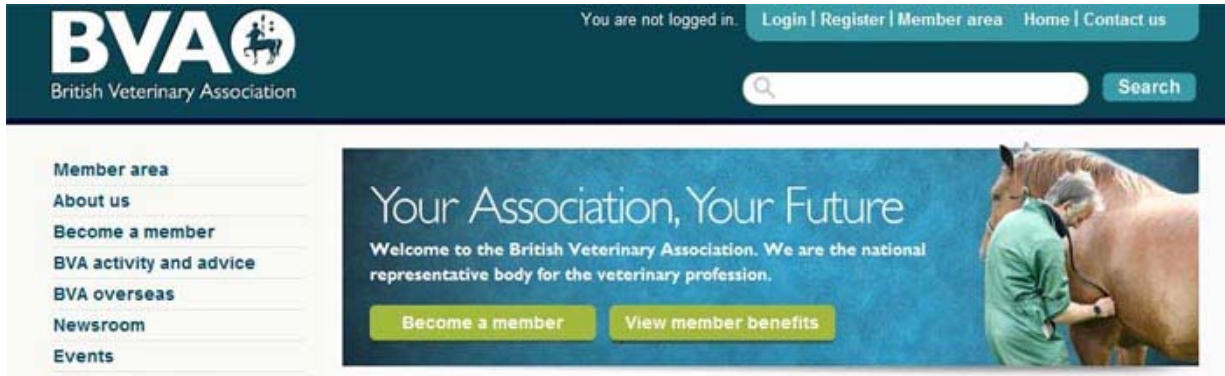 BVA
British Veterinary Association
You are not logged in.
Login | Register | Member area Home | Contact us
Search
Member area
About us
Become a member
BVA activity and advice
BVA overseas
Newsroom
Events
Your Association, Your Future
Welcome to the British Veterinary Association. We are the national
representative body for the veterinary profession.
Become a member
View member benefits